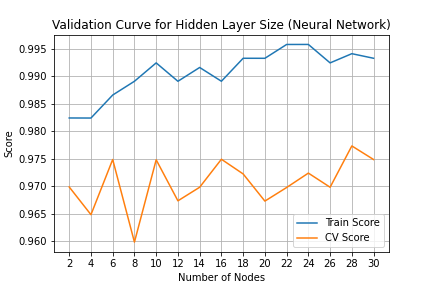 Validation Curve for Hidden Layer Size (Neural Network)
0.995
0.990
0.985
0.980
0.975
0.970
0.965
0.960
Score
Train Score
CV Score
2 4 6 8 10 12 14 16 18 20 22 24 26 28 30
Number of Nodes